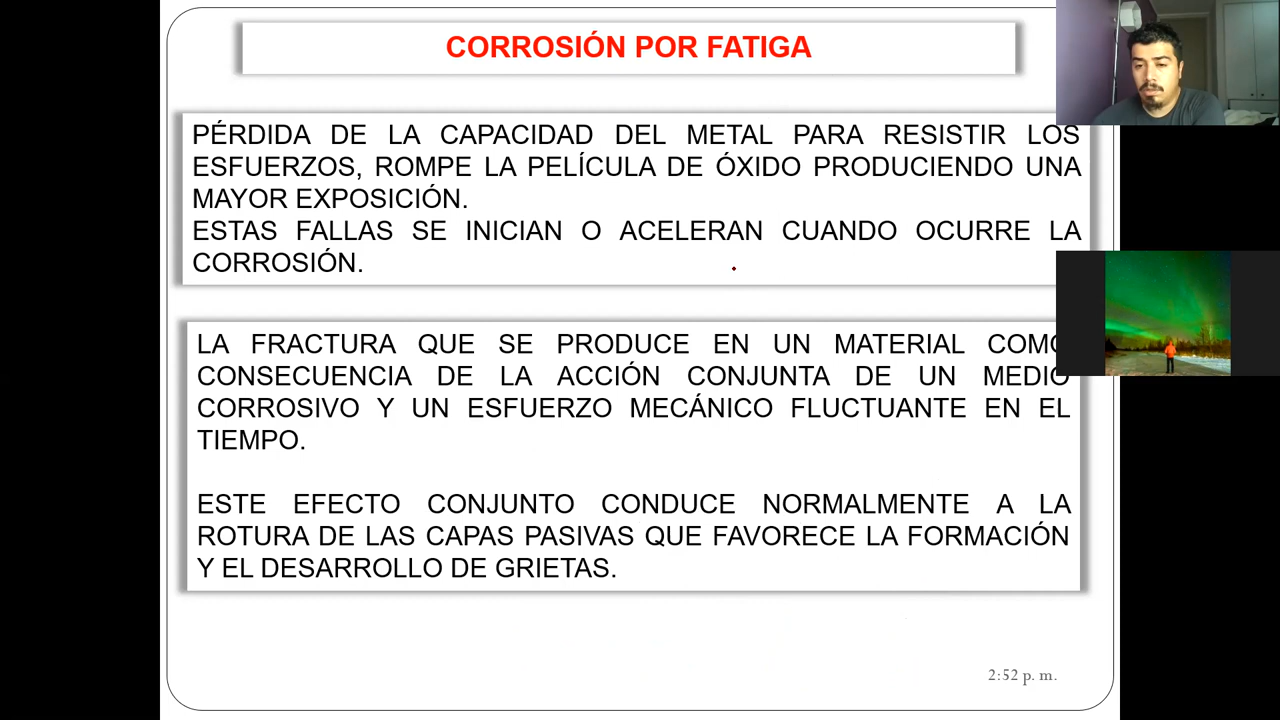 CORROSIÓN POR FATIGA
PÉRDIDA DE LA CAPACIDAD DEL METAL PARA RESISTIR LOS
ESFUERZOS, ROMPE LA PELÍCULA DE ÓXIDO PRODUCIENDO UNA
MAYOR EXPOSICIÓN.
ESTAS FALLAS SE INICIAN O ACELERAN CUANDO OCURRE LA
CORROSIÓN.
LA FRACTURA QUE SE PRODUCE EN UN MATERIAL COMO
CONSECUENCIA DE LA ACCIÓN CONJUNTA DE UN MEDIO
CORROSIVO Y UN ESFUERZO MECÁNICO FLUCTUANTE EN EL
TIEMPO.
ESTE EFECTO CONJUNTO CONDUCE NORMALMENTE A LA
ROTURA DE LAS CAPAS PASIVAS QUE FAVORECE LA FORMACIÓN
Y EL DESARROLLO DE GRIETAS.
2:52 p. m.